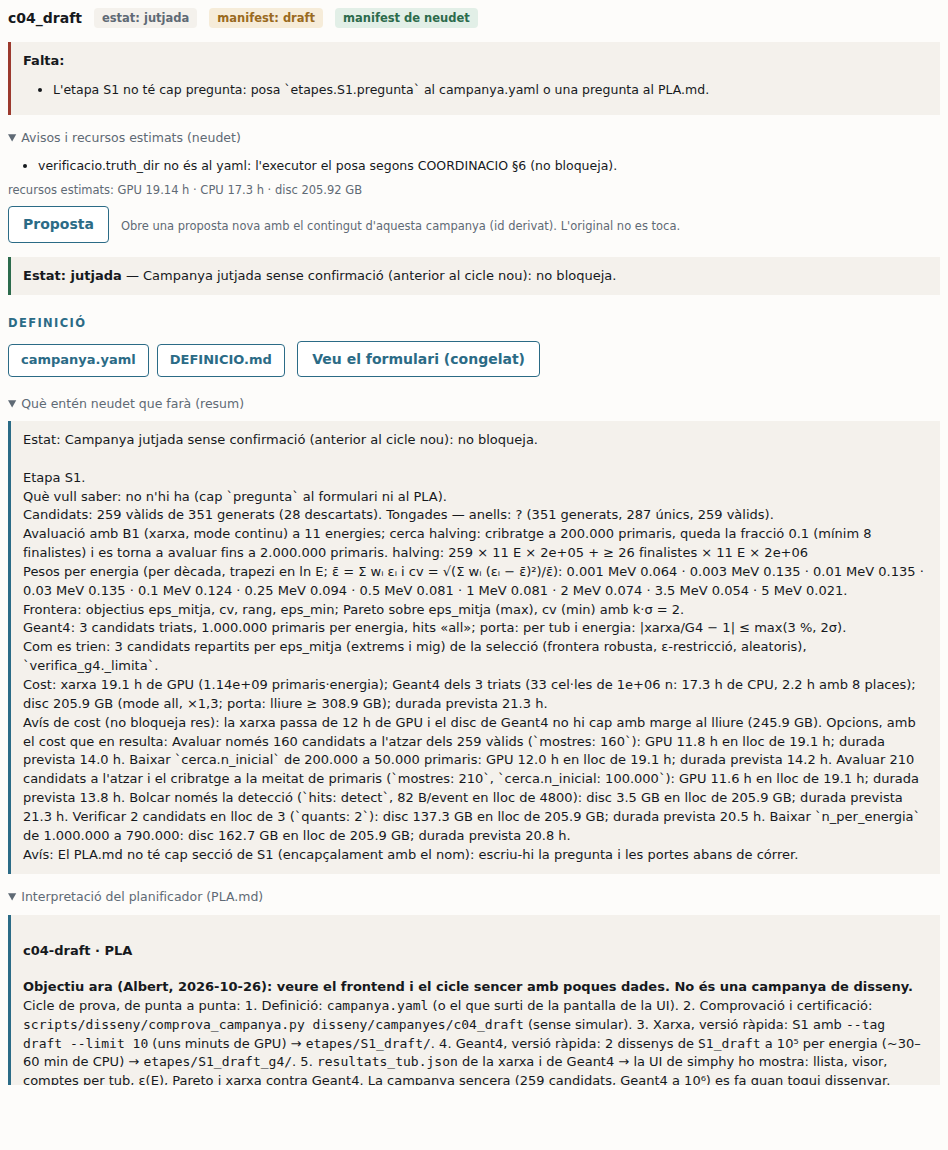 c04_draft estat: jutjada manifest: draft manifest de neudet
Falta:
• L'etapa S1 no té cap pregunta: posa `etapes.S1.pregunta` al campanya.yaml o una pregunta al PLA.md.
▼ Avisos i recursos estimats (neudet)
• verificacio.truth_dir no és al yaml: l'executor el posa segons COORDINACIO §6 (no bloqueja).
recursos estimats: GPU 19.14 h · CPU 17.3 h · disc 205.92 GB
Proposta Obre una proposta nova amb el contingut d'aquesta campanya (id derivat). L'original no es toca.
Estat: jutjada — Campanya jutjada sense confirmació (anterior al cicle nou): no bloqueja.
DEFINICIÓ
campanya.yaml DEFINICIO.md Veu el formulari (congelat)
▼ Què entén neudet que farà (resum)
Estat: Campanya jutjada sense confirmació (anterior al cicle nou): no bloqueja.
Etapa S1.
Què vull saber: no n'hi ha (cap `pregunta` al formulari ni al PLA).
Candidats: 259 vàlids de 351 generats (28 descartats). Tongades — anells: ? (351 generats, 287 únics, 259 vàlids).
Avaluació amb B1 (xarxa, mode continu) a 11 energies; cerca halving: cribratge a 200.000 primaris, queda la fracció 0.1 (mínim 8
finalistes) i es torna a avaluar fins a 2.000.000 primaris. halving: 259 × 11 E × 2e+05 + ≥ 26 finalistes × 11 E × 2e+06
Pesos per energia (per dècada, trapezi en ln E; ε̄ = Σ wᵢ εᵢ i cv = √(Σ wᵢ (εᵢ − ε̄)²)/ε̄): 0.001 MeV 0.064 · 0.003 MeV 0.135 · 0.01 MeV 0.135 ·
0.03 MeV 0.135 · 0.1 MeV 0.124 · 0.25 MeV 0.094 · 0.5 MeV 0.081 · 1 MeV 0.081 · 2 MeV 0.074 · 3.5 MeV 0.054 · 5 MeV 0.021.
Frontera: objectius eps_mitja, cv, rang, eps_min; Pareto sobre eps_mitja (max), cv (min) amb k·σ = 2.
Geant4: 3 candidats triats, 1.000.000 primaris per energia, hits «all»; porta: per tub i energia: |xarxa/G4 − 1| ≤ max(3 %, 2σ).
Com es trien: 3 candidats repartits per eps_mitja (extrems i mig) de la selecció (frontera robusta, ε-restricció, aleatoris),
`verifica_g4._limita`.
Cost: xarxa 19.1 h de GPU (1.14e+09 primaris·energia); Geant4 dels 3 triats (33 cel·les de 1e+06 n: 17.3 h de CPU, 2.2 h amb 8 places);
disc 205.9 GB (mode all, ×1,3; porta: lliure ≥ 308.9 GB); durada prevista 21.3 h.
Avís de cost (no bloqueja res): la xarxa passa de 12 h de GPU i el disc de Geant4 no hi cap amb marge al lliure (245.9 GB). Opcions, amb
el cost que en resulta: Avaluar només 160 candidats a l'atzar dels 259 vàlids (`mostres: 160`): GPU 11.8 h en lloc de 19.1 h; durada
prevista 14.0 h. Baixar `cerca.n_inicial` de 200.000 a 50.000 primaris: GPU 12.0 h en lloc de 19.1 h; durada prevista 14.2 h. Avaluar 210
candidats a l'atzar i el cribratge a la meitat de primaris (`mostres: 210`, `cerca.n_inicial: 100.000`): GPU 11.6 h en lloc de 19.1 h; durada
prevista 13.8 h. Bolcar només la detecció (`hits: detect`, 82 B/event en lloc de 4800): disc 3.5 GB en lloc de 205.9 GB; durada prevista
21.3 h. Verificar 2 candidats en lloc de 3 (`quants: 2`): disc 137.3 GB en lloc de 205.9 GB; durada prevista 20.5 h. Baixar `n_per_energia`
de 1.000.000 a 790.000: disc 162.7 GB en lloc de 205.9 GB; durada prevista 20.8 h.
Avís: El PLA.md no té cap secció de S1 (encapçalament amb el nom): escriu-hi la pregunta i les portes abans de córrer.
▼ Interpretació del planificador (PLA.md)
c04-draft · PLA
Objectiu ara (Albert, 2026-10-26): veure el frontend i el cicle sencer amb poques dades. No és una campanya de disseny.
Cicle de prova, de punta a punta: 1. Definició: campanya.yaml (o el que surti de la pantalla de la UI). 2. Comprovació i certificació:
scripts/disseny/comprova_campanya.py disseny/campanyes/c04_draft (sense simular). 3. Xarxa, versió ràpida: S1 amb --tag
draft --limit 10 (uns minuts de GPU) → etapes/S1_draft/. 4. Geant4, versió ràpida: 2 dissenys de S1_draft a 10⁵ per energia (~30–
60 min de CPU) → etapes/S1_draft_g4/. 5. resultats_tub.json de la xarxa i de Geant4 → la UI de simphy ho mostra: llista, visor,
comptes per tub, ε(E), Pareto i xarxa contra Geant4. La campanya sencera (259 candidats, Geant4 a 10⁶) es fa quan toqui dissenyar.